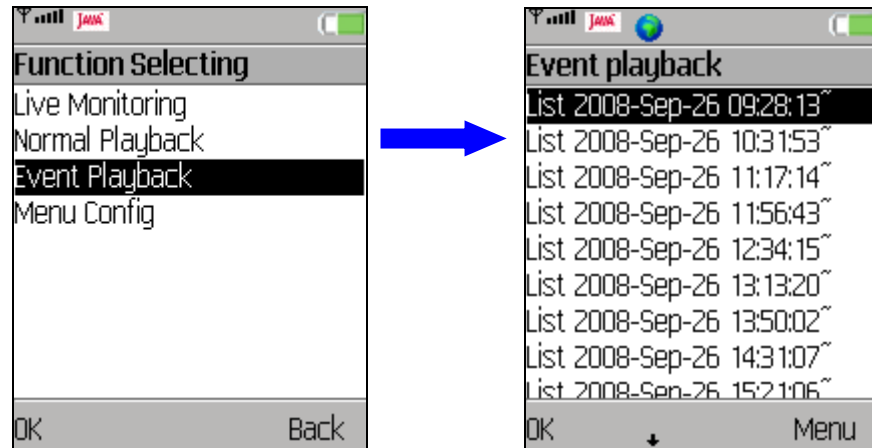 JAVA
Function Selecting
Live Monitoring
Normal Playback
Event Playback
Menu Config
OK Back
JAVA
Event playback
List 2008-Sep-26 09:28:13~
List 2008-Sep-26 10:31:53~
List 2008-Sep-26 11:17:14~
List 2008-Sep-26 11:56:43~
List 2008-Sep-26 12:34:15~
List 2008-Sep-26 13:13:20~
List 2008-Sep-26 13:50:02~
List 2008-Sep-26 14:31:07~
List 2008-Sep-26 15:21:06~
OK Menu